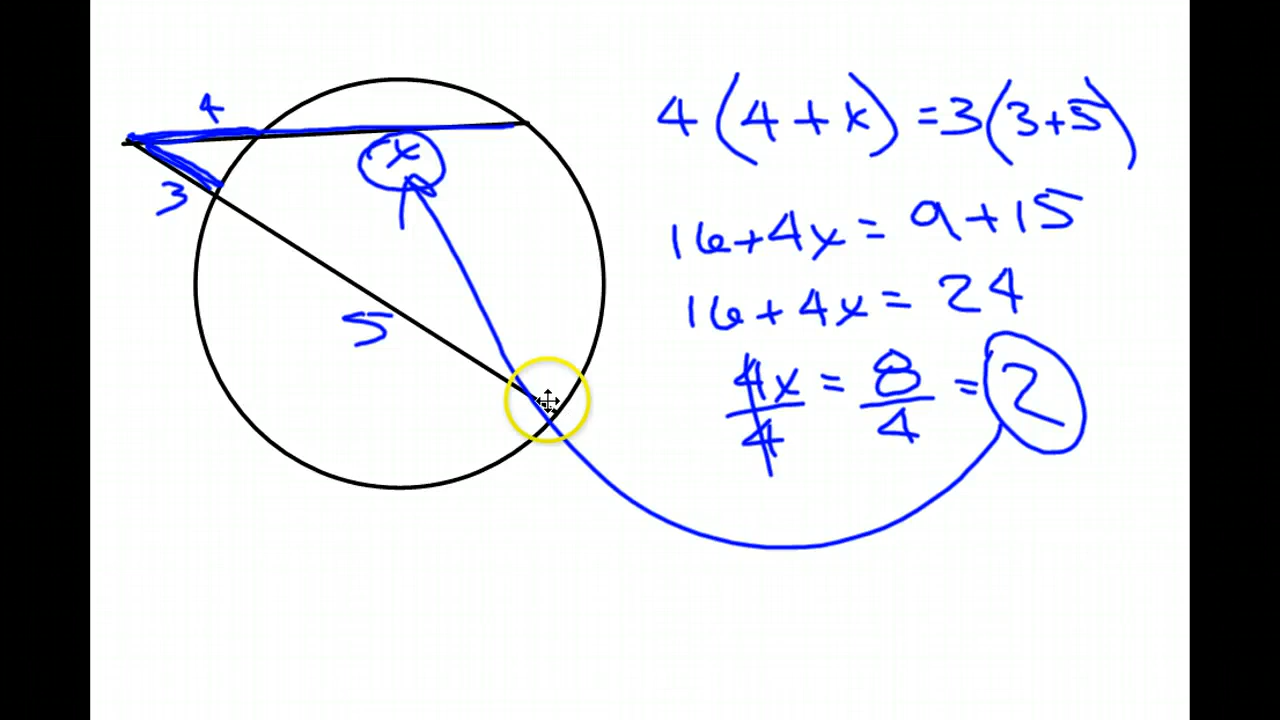 4
x
3
5
4(4+x)=3(3+5)
16+4x=9+15
16+4x=24
4x/4=8/4=2